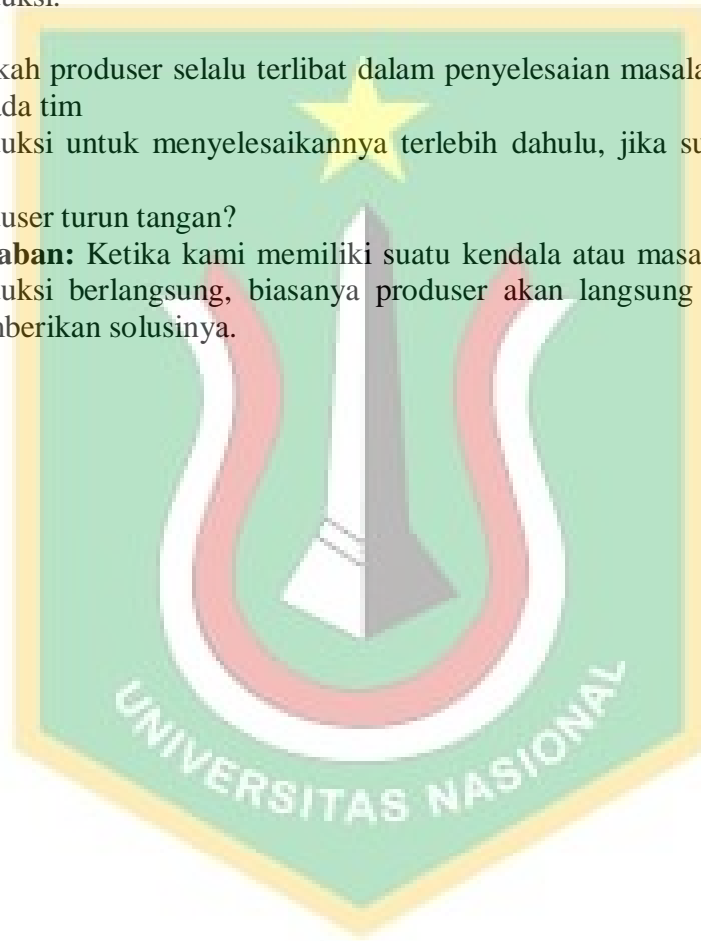 uksi.
kah produser selalu terlibat dalam penyelesaian masala
da tim
uksi untuk menyelesaikannya terlebih dahulu, jika su
user turun tangan?
aban: Ketika kami memiliki suatu kendala atau masa
uksi berlangsung, biasanya produser akan langsung
berikan solusinya.
UNIVERSITAS NASIONAL